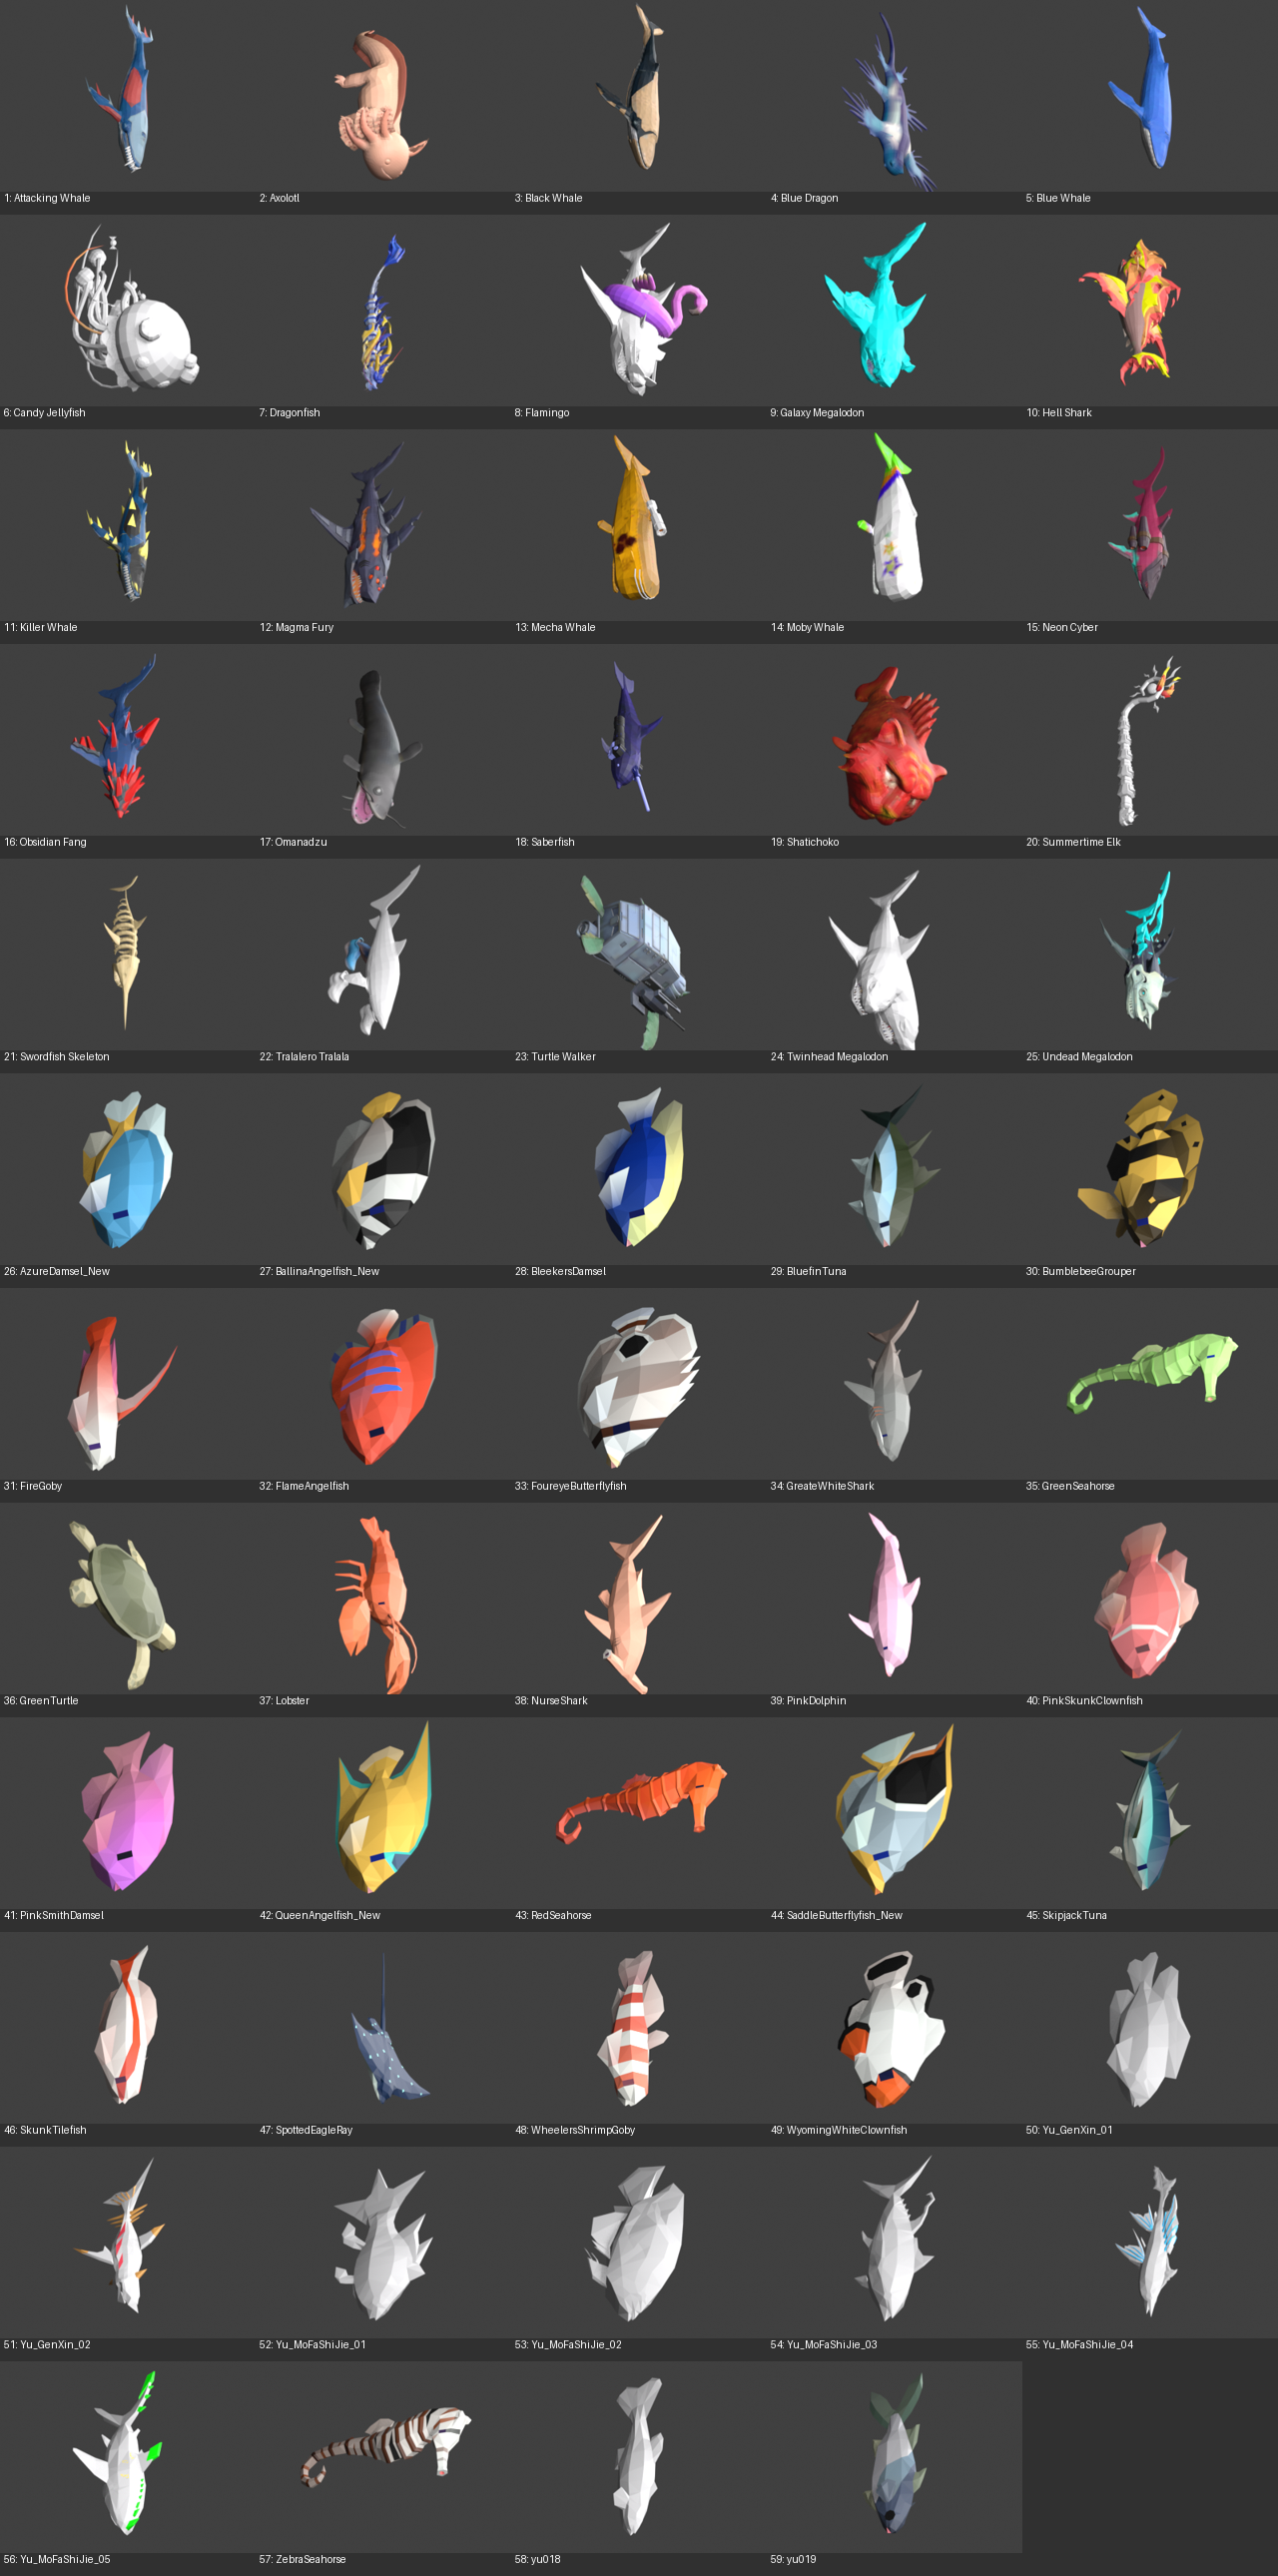 1: Attacking Whale
2: Axolotl
3: Black Whale
4: Blue Dragon
5: Blue Whale
6: Candy Jellyfish
7: Dragonfish
8: Flamingo
9: Galaxy Megalodon
10: Hell Shark
11: Killer Whale
12: Magma Fury
13: Mecha Whale
14: Moby Whale
15: Neon Cyber
16: Obsidian Fang
17: Omanadzu
18: Saberfish
19: Shatichoko
20: Summertime Elk
21: Swordfish Skeleton
22: Tralalero Tralala
23: Turtle Walker
24: Twinhead Megalodon
25: Undead Megalodon
26: AzureDamsel_New
27: BallinaAngelfish_New
28: BleekersDamsel
29: BluefinTuna
30: BumblebeeGrouper
31: FireGoby
32: FlameAngelfish
33: FoureyeButterflyfish
34: GreateWhiteShark
35: GreenSeahorse
36: GreenTurtle
37: Lobster
38: NurseShark
39: PinkDolphin
40: PinkSkunkClownfish
41: PinkSmithDamsel
42: QueenAngelfish_New
43: RedSeahorse
44: SaddleButterflyfish_New
45: SkipjackTuna
46: SkunkTilefish
47: SpottedEagleRay
48: WheelersShrimpGoby
49: WyomingWhiteClownfish
50: Yu_GenXin_01
51: Yu_GenXin_02
52: Yu_MoFaShiJie_01
53: Yu_MoFaShiJie_02
54: Yu_MoFaShiJie_03
55: Yu_MoFaShiJie_04
56: Yu_MoFaShiJie_05
57: ZebraSeahorse
58: yu018
59: yu019